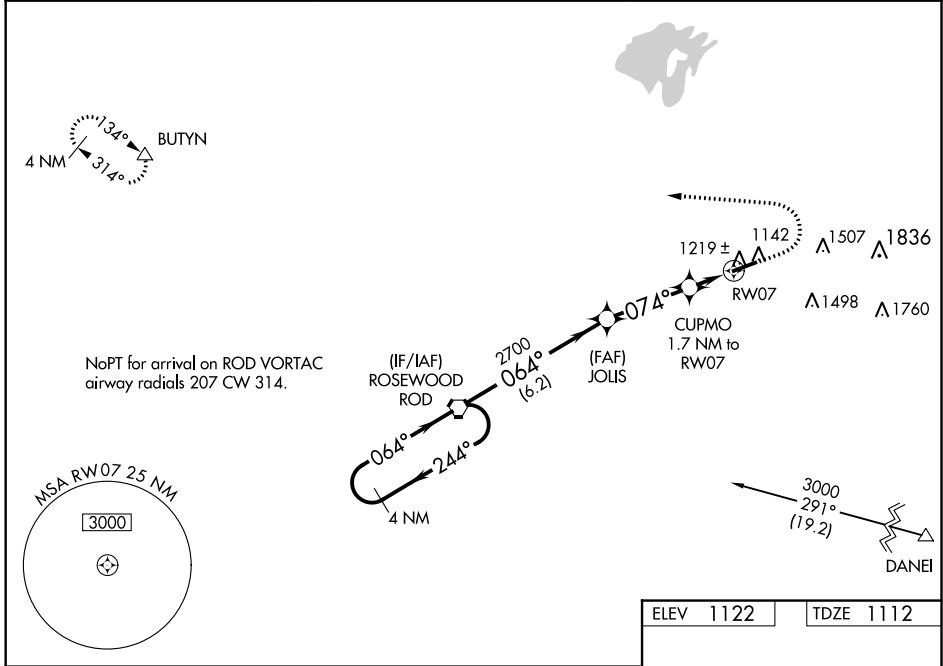 134°
BUTYN
4 NM
314°
1142
1219 ±
1507
1836
RW07
1498
1760
074°
CUPMO
1.7 NM to
RW07
2700
064°
(6.2)
(FAF)
JOLIS
NoPT for arrival on ROD VORTAC
airway radials 207 CW 314.
(IF/IAF)
ROSEWOOD
ROD
064°
244°
4 NM
MSA RW07 25 NM
3000
3000
291°
(19.2)
DANEI
ELEV 1122
TDZE 1112